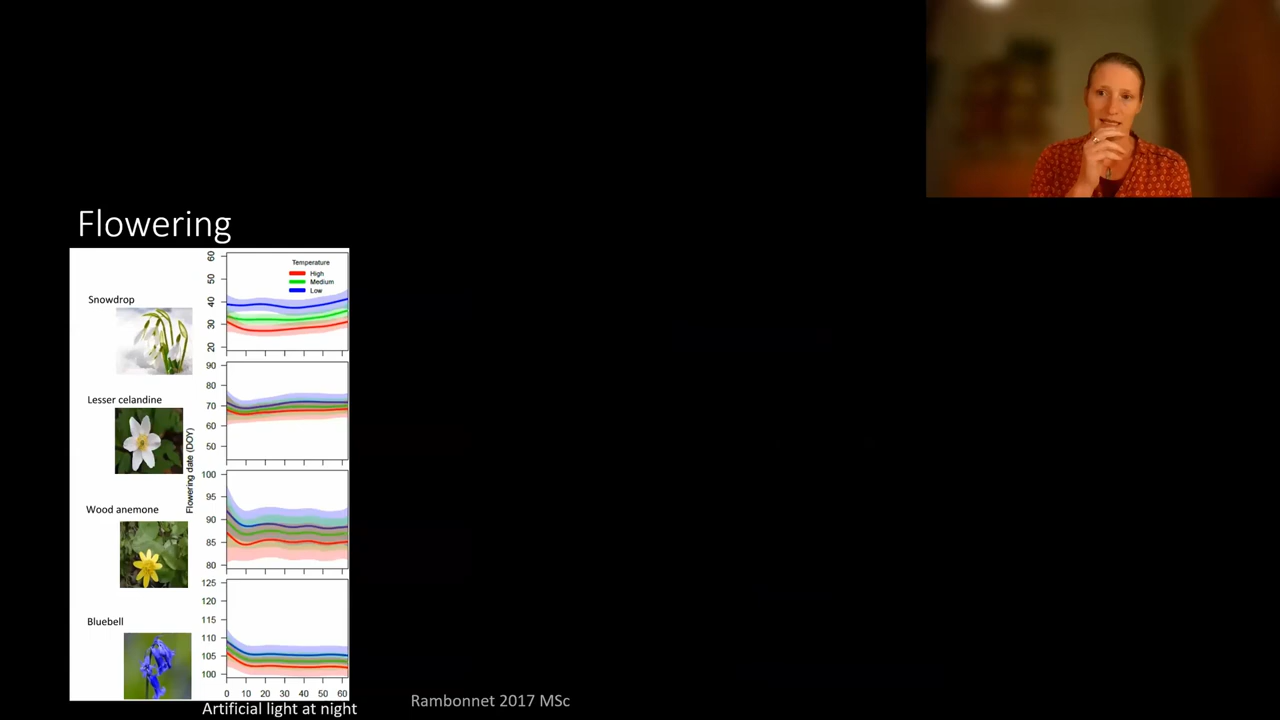 Flowering
Snowdrop
Lesser celandine
Wood anemone
Bluebell
Flowering date (DOY)
Temperature
High
Medium
Low
60
50
40
30
20
90
80
70
60
50
100
95
90
85
80
125
120
115
110
105
100
0 10 20 30 40 50 60
Artificial light at night
Rambonnet 2017 MSc